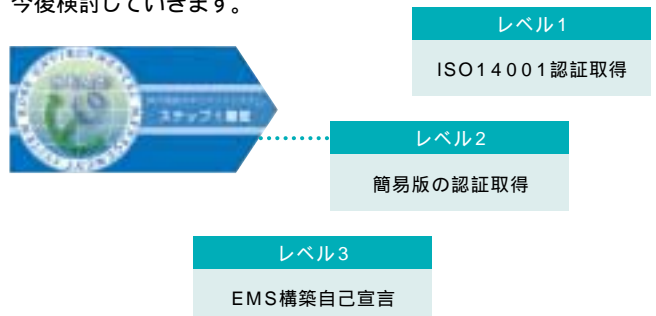 今後検討していきます。
レベル1
ISO14001認証取得
ステップ1認証
レベル2
簡易版の認証取得
レベル3
EMS構築自己宣言